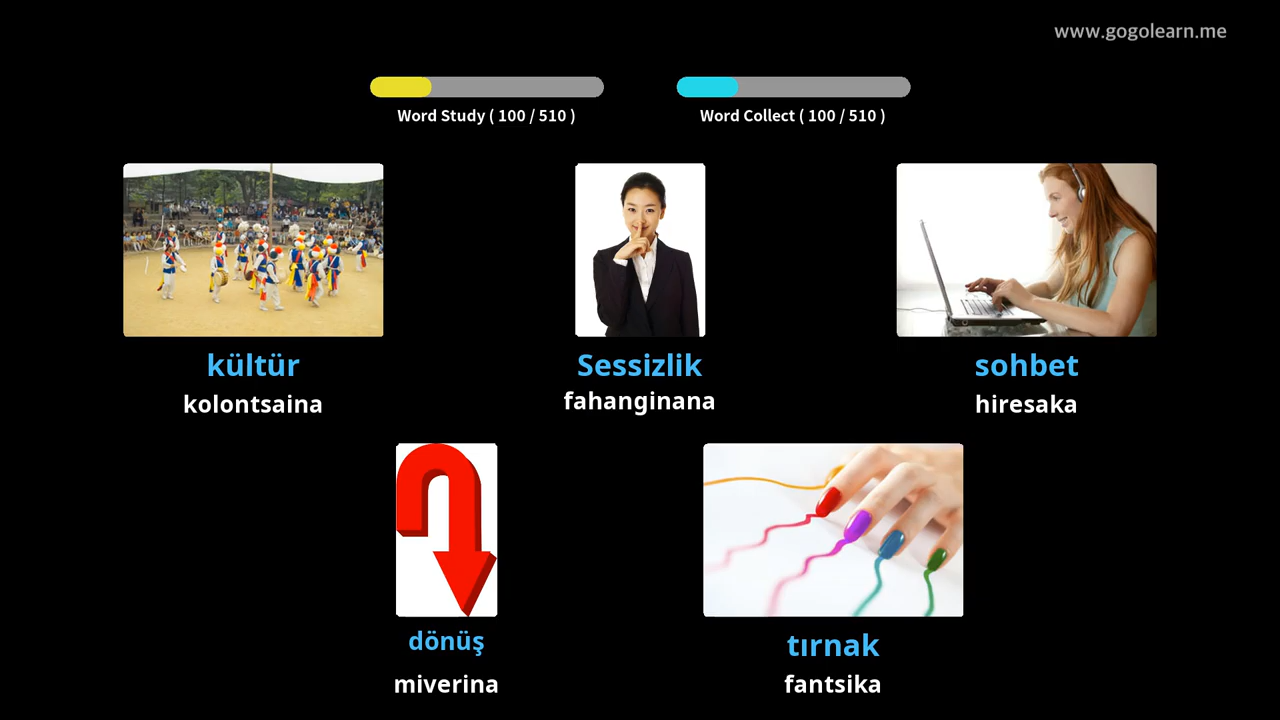 www.gogolearn.me
Word Study ( 100 / 510 )
Word Collect ( 100 / 510 )
kültür
kolontsaina
Sessizlik
fahanginana
sohbet
hiresaka
dönüş
miverina
tırnak
fantsika